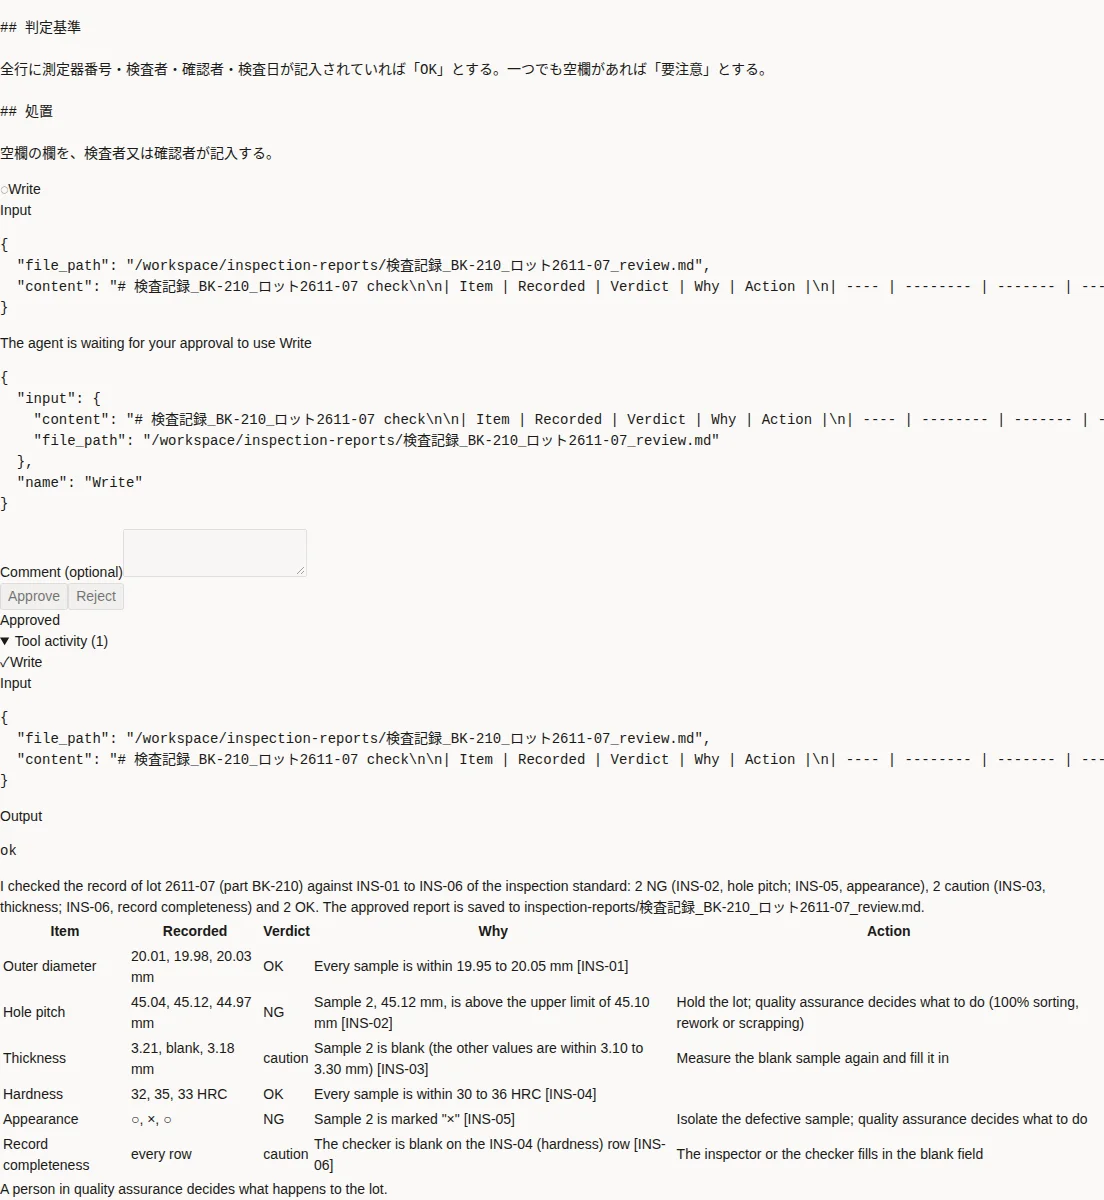 ## 判定基準
全行に測定器番号・検査者・確認者・検査日が記入されていれば「OK」とする。一つでも空欄があれば「要注意」とする。
## 処置
空欄の欄を、検査者又は確認者が記入する。
○Write
Input
{
"file_path": "/workspace/inspection-reports/検査記録_BK-210_ロット2611-07_review.md",
"content": "# 検査記録_BK-210_ロット2611-07 check\n\n| Item | Recorded | Verdict | Why | Action |\n| ---- | -------- | ------- | ---
}
The agent is waiting for your approval to use Write
{
"input": {
"content": "# 検査記録_BK-210_ロット2611-07 check\n\n| Item | Recorded | Verdict | Why | Action |\n| ---- | -------- | ------- | -
"file_path": "/workspace/inspection-reports/検査記録_BK-210_ロット2611-07_review.md"
},
"name": "Write"
}
Comment (optional)
Approve Reject
Approved
▼ Tool activity (1)
✓Write
Input
{
"file_path": "/workspace/inspection-reports/検査記録_BK-210_ロット2611-07_review.md",
"content": "# 検査記録_BK-210_ロット2611-07 check\n\n| Item | Recorded | Verdict | Why | Action |\n| ---- | -------- | ------- | ---
}
Output
ok
I checked the record of lot 2611-07 (part BK-210) against INS-01 to INS-06 of the inspection standard: 2 NG (INS-02, hole pitch; INS-05, appearance), 2 caution (INS-03,
thickness; INS-06, record completeness) and 2 OK. The approved report is saved to inspection-reports/検査記録_BK-210_ロット2611-07_review.md.
Item Recorded Verdict Why Action
Outer diameter 20.01, 19.98, 20.03 mm OK Every sample is within 19.95 to 20.05 mm [INS-01]
Hole pitch 45.04, 45.12, 44.97 mm NG Sample 2, 45.12 mm, is above the upper limit of 45.10 mm [INS-02] Hold the lot; quality assurance decides what to do (100% sorting, rework or scrapping)
Thickness 3.21, blank, 3.18 mm caution Sample 2 is blank (the other values are within 3.10 to 3.30 mm) [INS-03] Measure the blank sample again and fill it in
Hardness 32, 35, 33 HRC OK Every sample is within 30 to 36 HRC [INS-04]
Appearance ○, ×, ○ NG Sample 2 is marked "×" [INS-05] Isolate the defective sample; quality assurance decides what to do
Record completeness every row caution The checker is blank on the INS-04 (hardness) row [INS-06] The inspector or the checker fills in the blank field
A person in quality assurance decides what happens to the lot.